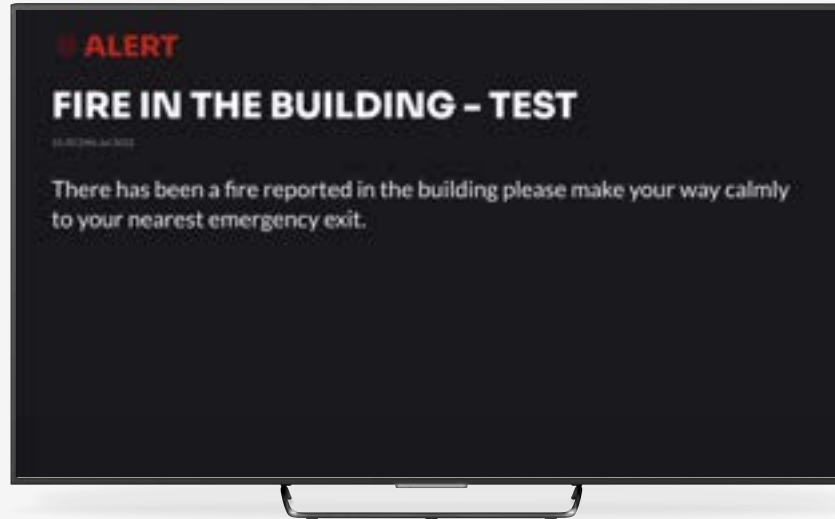 ALERT
FIRE IN THE BUILDING – TEST
There has been a fire reported in the building please make your way calmly
to your nearest emergency exit.